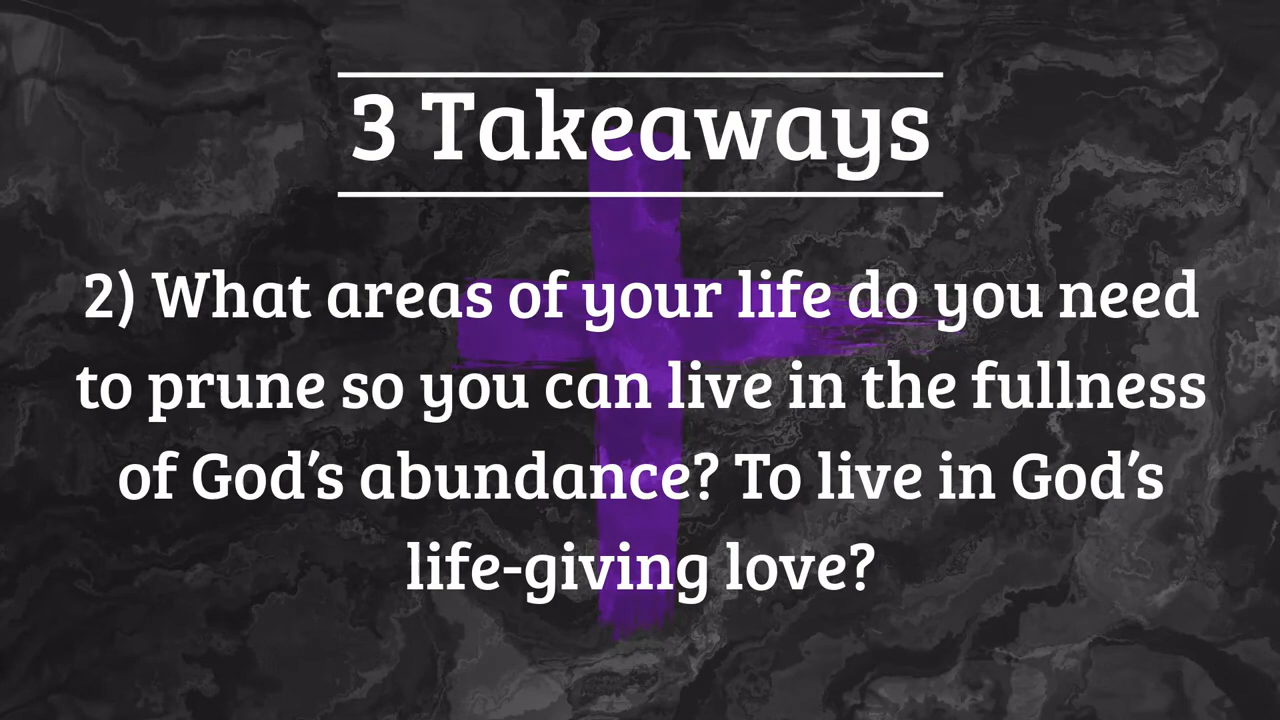 3 Takeaways
2) What areas of your life do you need
to prune so you can live in the fullness
of God’s abundance? To live in God’s
life-giving love?